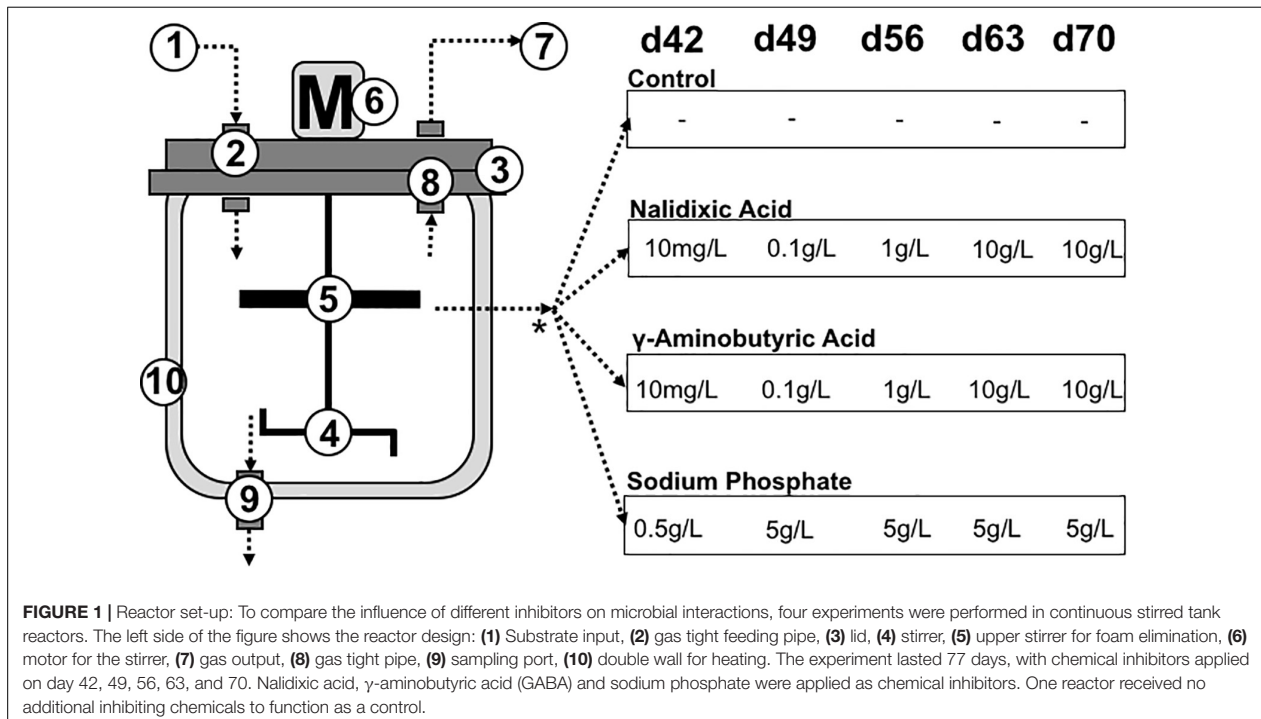 1
7
d42 d49 d56 d63 d70
M
6
Control
- - - - -
2
8
3
Nalidixic Acid
10mg/L 0.1g/L 1g/L 10g/L 10g/L
5
*
γ-Aminobutyric Acid
10mg/L 0.1g/L 1g/L 10g/L 10g/L
10
4
Sodium Phosphate
9
0.5g/L 5g/L 5g/L 5g/L 5g/L
FIGURE 1 | Reactor set-up: To compare the influence of different inhibitors on microbial interactions, four experiments were performed in continuous stirred tank
reactors. The left side of the figure shows the reactor design: (1) Substrate input, (2) gas tight feeding pipe, (3) lid, (4) stirrer, (5) upper stirrer for foam elimination, (6)
motor for the stirrer, (7) gas output, (8) gas tight pipe, (9) sampling port, (10) double wall for heating. The experiment lasted 77 days, with chemical inhibitors applied
on day 42, 49, 56, 63, and 70. Nalidixic acid, γ-aminobutyric acid (GABA) and sodium phosphate were applied as chemical inhibitors. One reactor received no
additional inhibiting chemicals to function as a control.